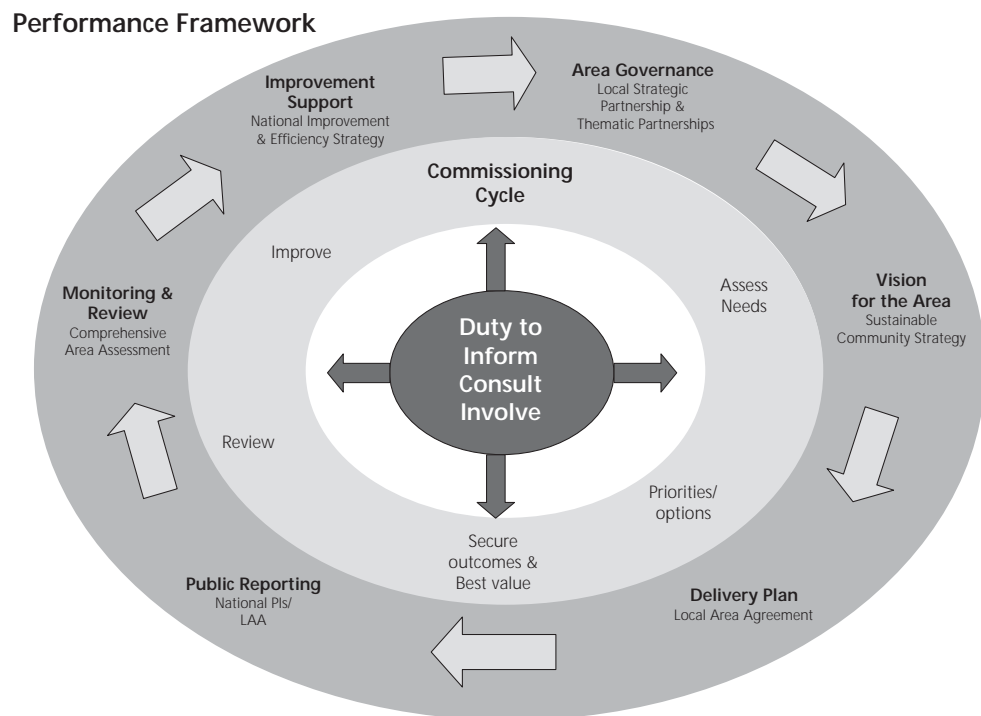 Performance Framework
Improvement
Support
National Improvement
& Efficiency Strategy
Area Governance
Local Strategic
Partnership &
Thematic Partnerships
Commissioning
Cycle
Improve
Assess
Needs
Vision
for the Area
Sustainable
Community Strategy
Monitoring &
Review
Comprehensive
Area Assessment
Duty to
Inform
Consult
Involve
Review
Priorities/
options
Secure
outcomes &
Best value
Public Reporting
National PIs/
LAA
Delivery Plan
Local Area Agreement